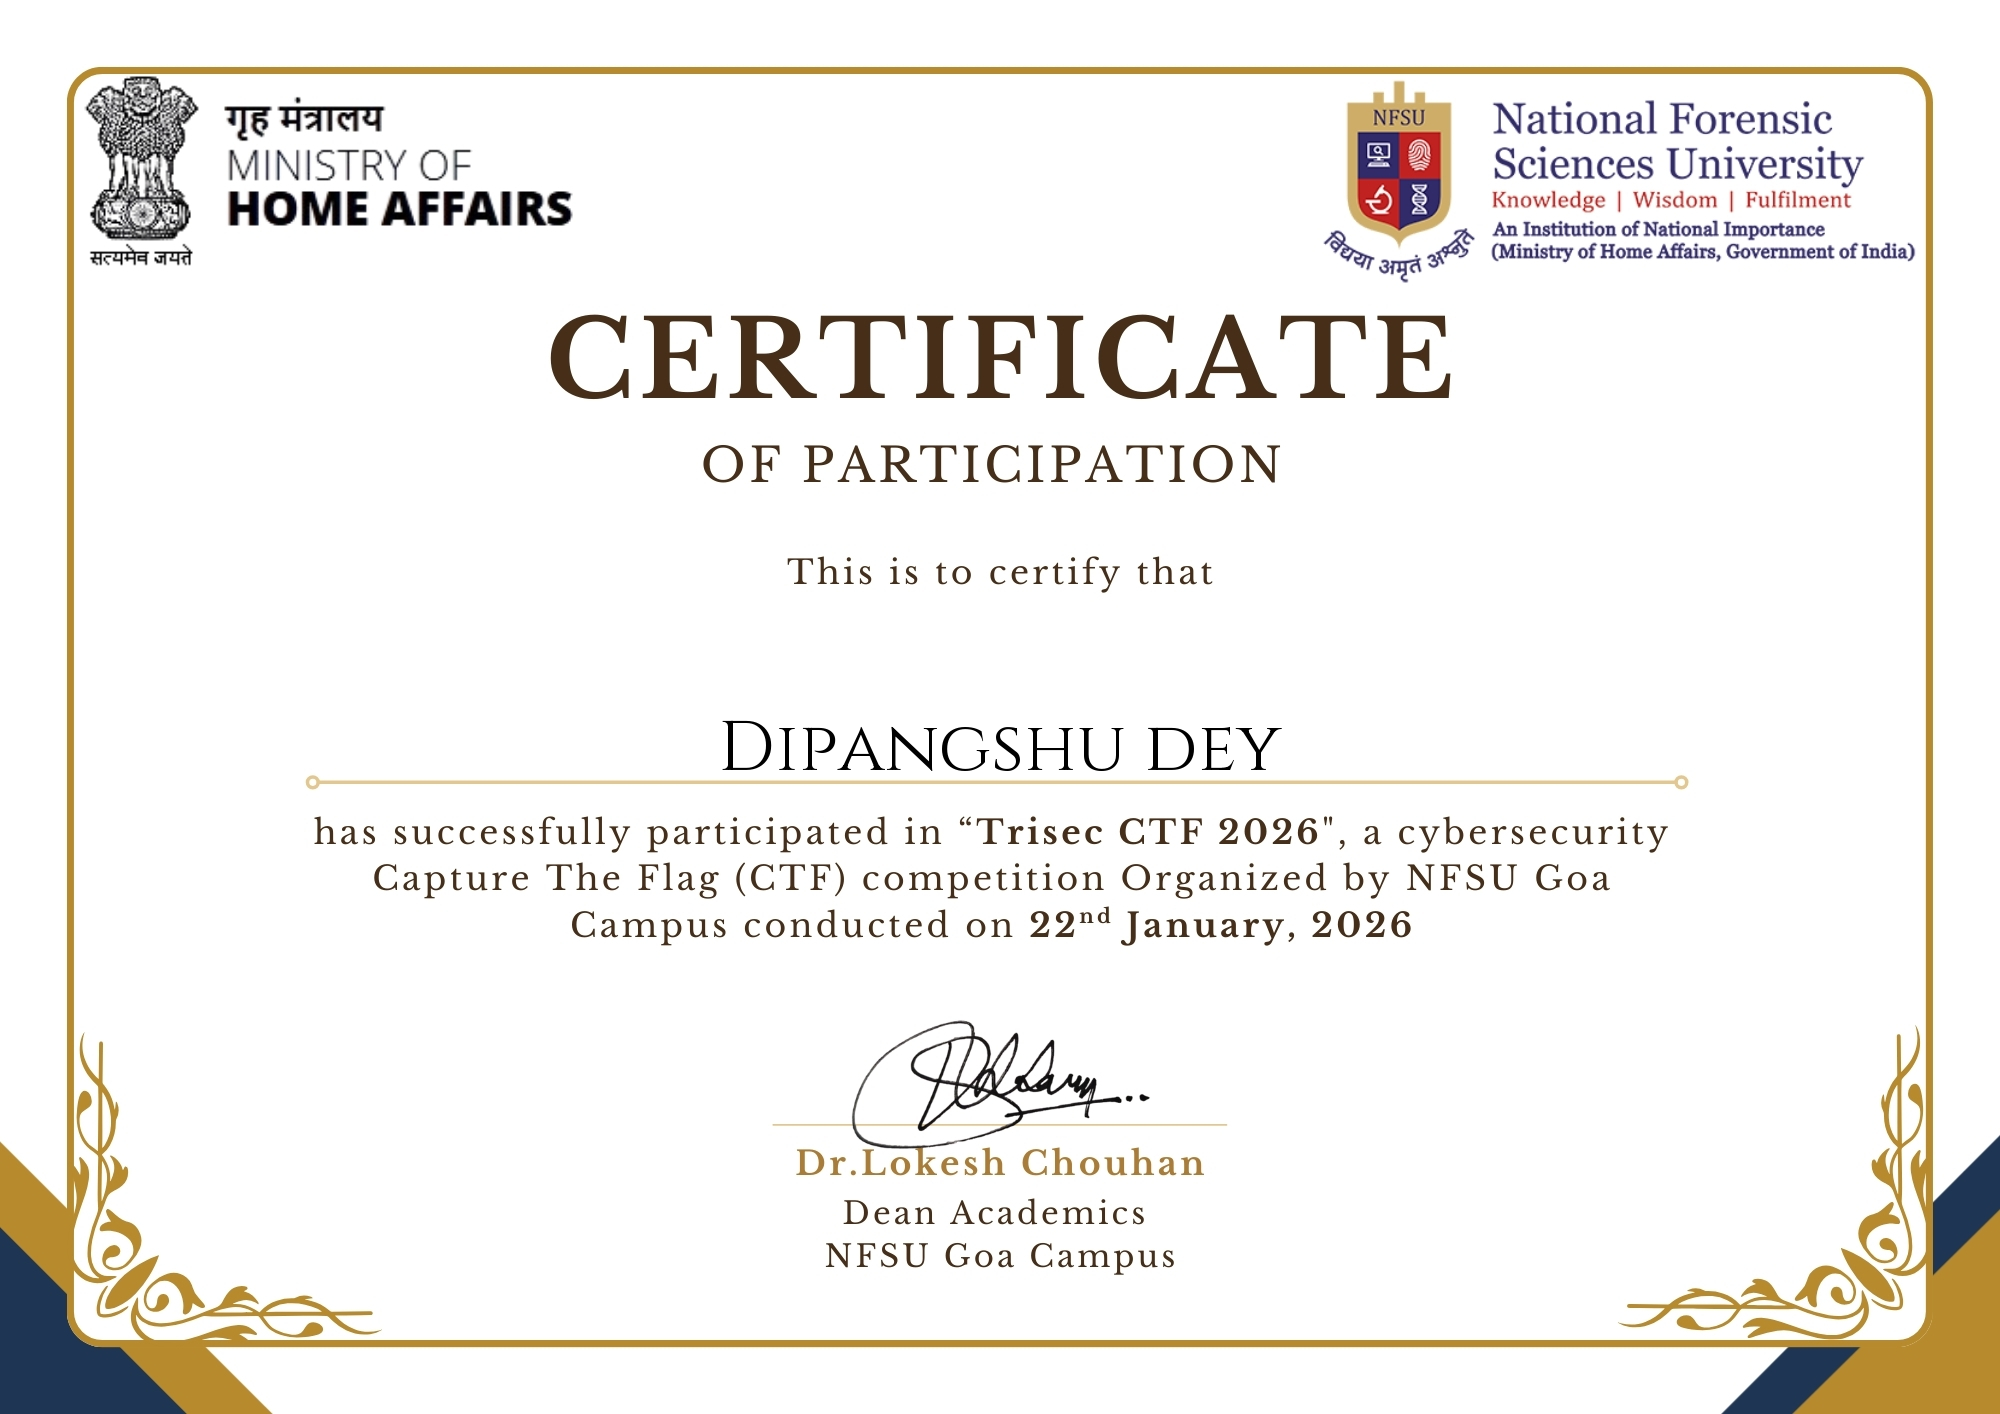 गृह मंत्रालय
MINISTRY OF
HOME AFFAIRS
सत्यमेव जयते
NFSU
National Forensic
Sciences University
Knowledge | Wisdom | Fulfilment
An Institution of National Importance
(Ministry of Home Affairs, Government of India)
विद्यया अमृतं अश्नुते
CERTIFICATE
OF PARTICIPATION
This is to certify that
DIPANGSHU DEY
has successfully participated in “Trisec CTF 2026", a cybersecurity
Capture The Flag (CTF) competition Organized by NFSU Goa
Campus conducted on 22nd January, 2026
Dr.Lokesh Chouhan
Dean Academics
NFSU Goa Campus